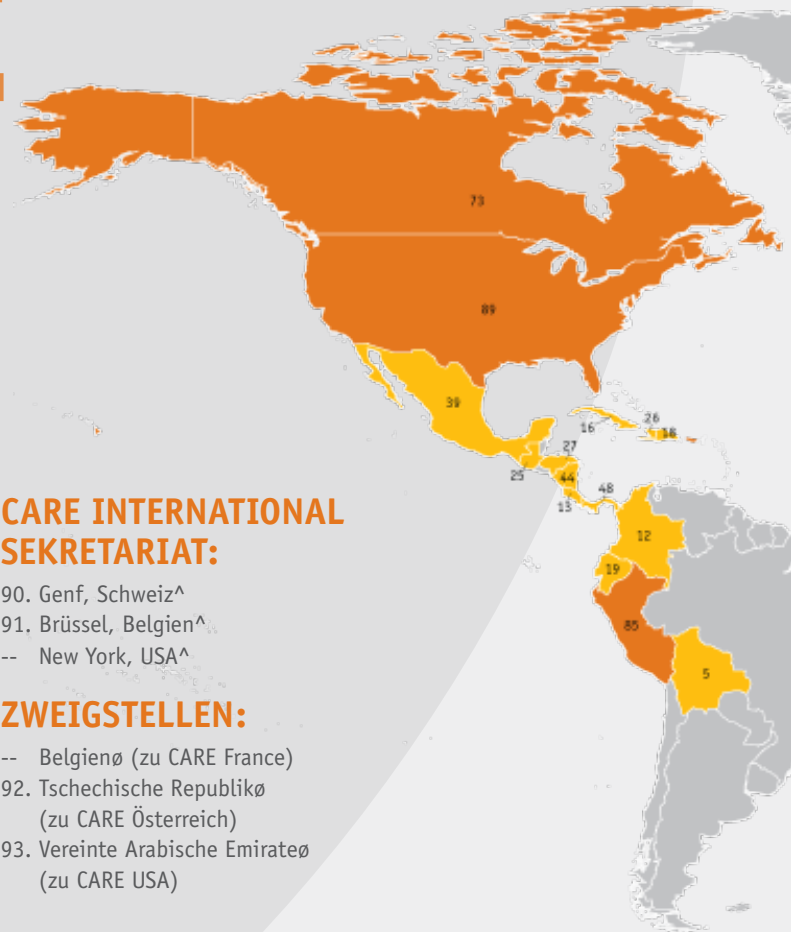 73
89
39
16
26
18
27
25
44
48
13
12
19
85
5
CARE INTERNATIONAL
SEKRETARIAT:
90. Genf, Schweiz^
91. Brüssel, Belgien^
-- New York, USA^
ZWEIGSTELLEN:
-- Belgienø (zu CARE France)
92. Tschechische Republikø
(zu CARE Österreich)
93. Vereinte Arabische Emirateø
(zu CARE USA)